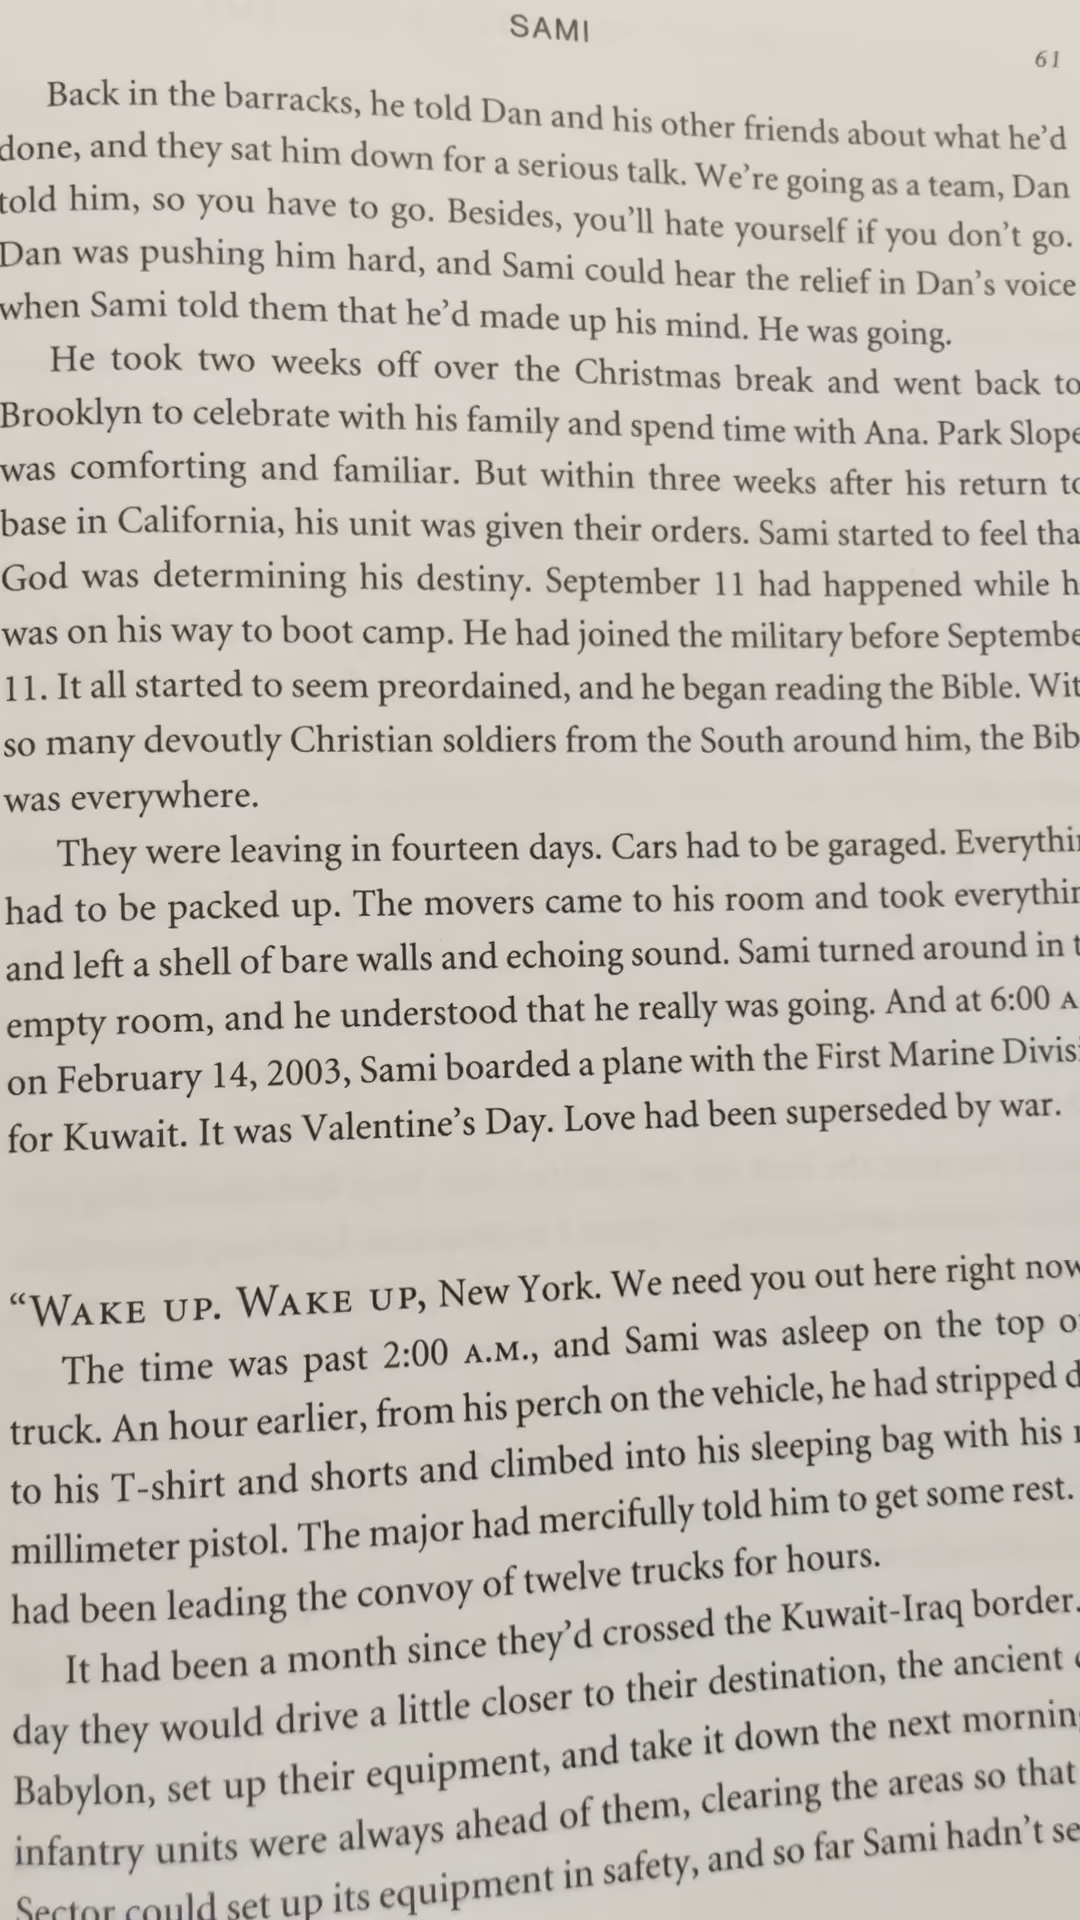 SAMI
61
Back in the barracks, he told Dan and his other friends about what he'd
done, and they sat him down for a serious talk. We're going as a team, Dan
told him, so you have to go. Besides, you'll hate yourself if you don't go.
Dan was pushing him hard, and Sami could hear the relief in Dan's voice
when Sami told them that he'd made up his mind. He was going.
He took two weeks off over the Christmas break and went back to
Brooklyn to celebrate with his family and spend time with Ana. Park Slope
was comforting and familiar. But within three weeks after his return to
base in California, his unit was given their orders. Sami started to feel tha
God was determining his destiny. September 11 had happened while h
was on his way to boot camp. He had joined the military before Septembe
11. It all started to seem preordained, and he began reading the Bible. Wit
so many devoutly Christian soldiers from the South around him, the Bib
was everywhere.
They were leaving in fourteen days. Cars had to be garaged. Everythin
had to be packed up. The movers came to his room and took everythin
and left a shell of bare walls and echoing sound. Sami turned around in t
empty room, and he understood that he really was going. And at 6:00 A
on February 14, 2003, Sami boarded a plane with the First Marine Divisi
for Kuwait. It was Valentine's Day. Love had been superseded by war.
"WAKE UP. WAKE UP, New York. We need you out here right now
The time was past 2:00 A.M., and Sami was asleep on the top o
truck. An hour earlier, from his perch on the vehicle, he had stripped d
to his T-shirt and shorts and climbed into his sleeping bag with his
millimeter pistol. The major had mercifully told him to get some rest.
had been leading the convoy of twelve trucks for hours.
It had been a month since they'd crossed the Kuwait-Iraq border.
day they would drive a little closer to their destination, the ancient
Babylon, set up their equipment, and take it down the next morning
infantry units were always ahead of them, clearing the areas so that
Sector could set up its equipment in safety, and so far Sami hadn't se